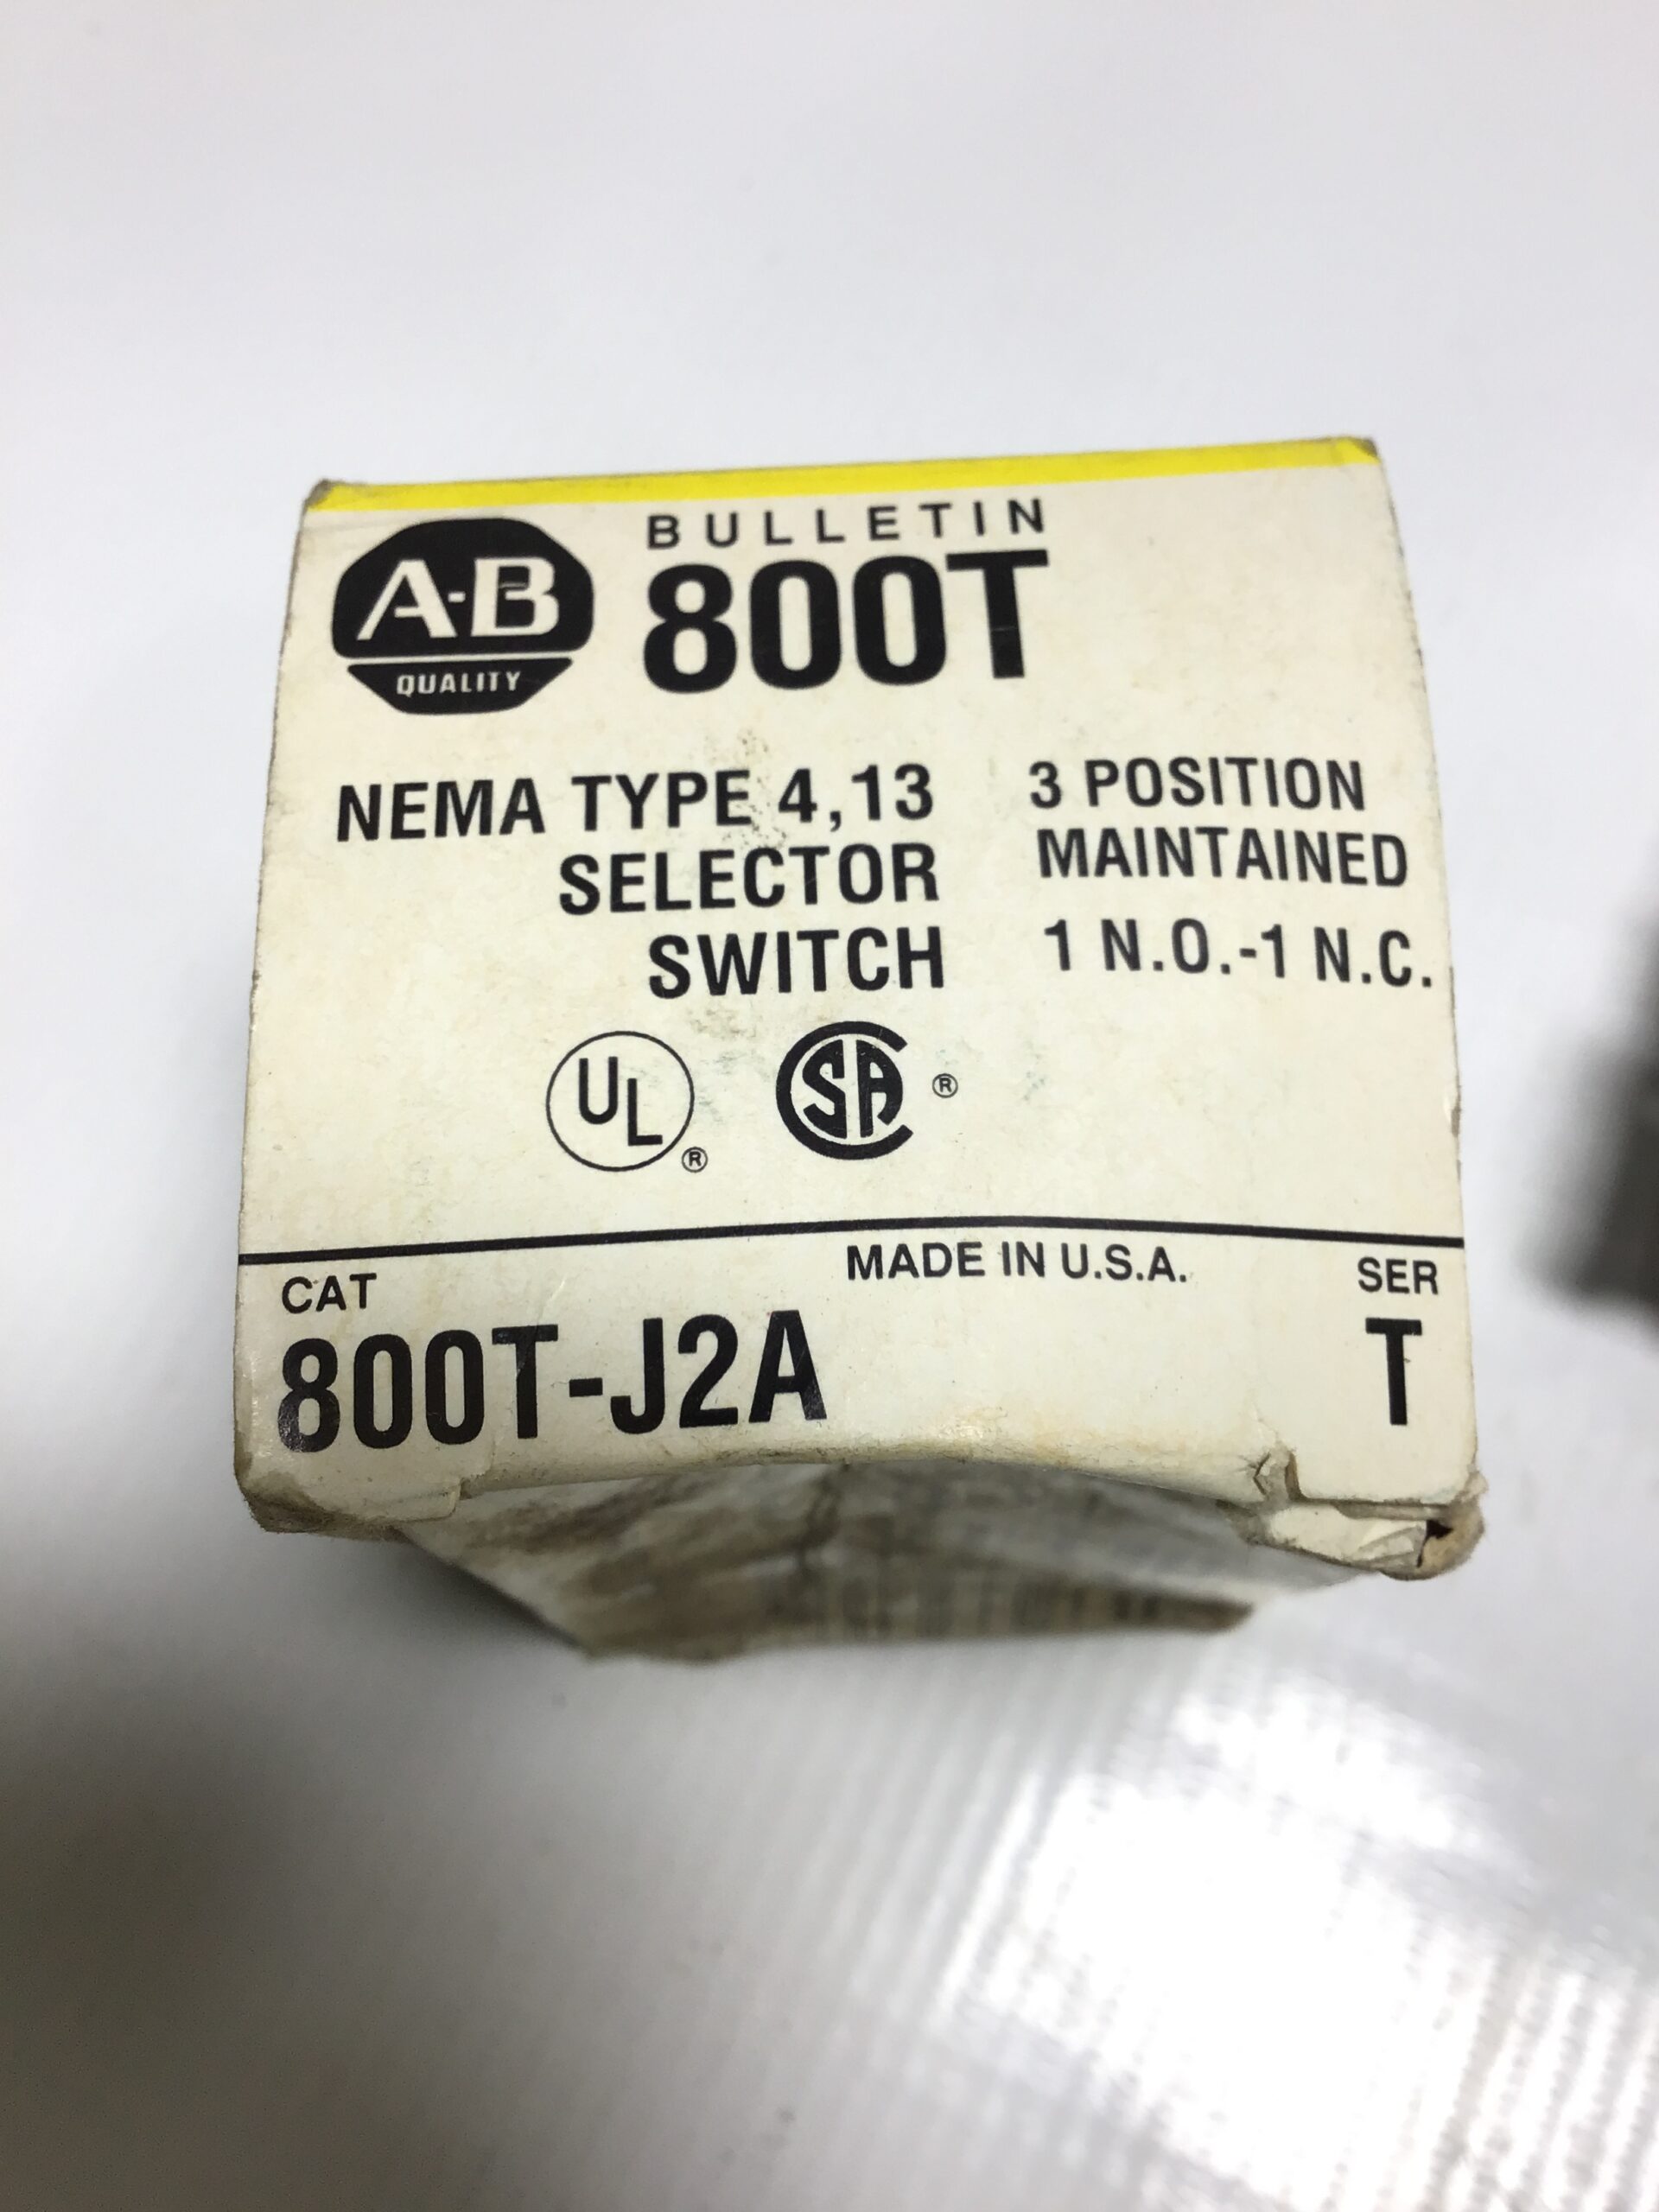 A-B
QUALITY
BULLETIN
800T
NEMA TYPE 4,13
SELECTOR
SWITCH
3 POSITION
MAINTAINED
1 N.O.-1 N.C.
UL®
CSA ®
MADE IN U.S.A.
CAT
800T-J2A
SER
T